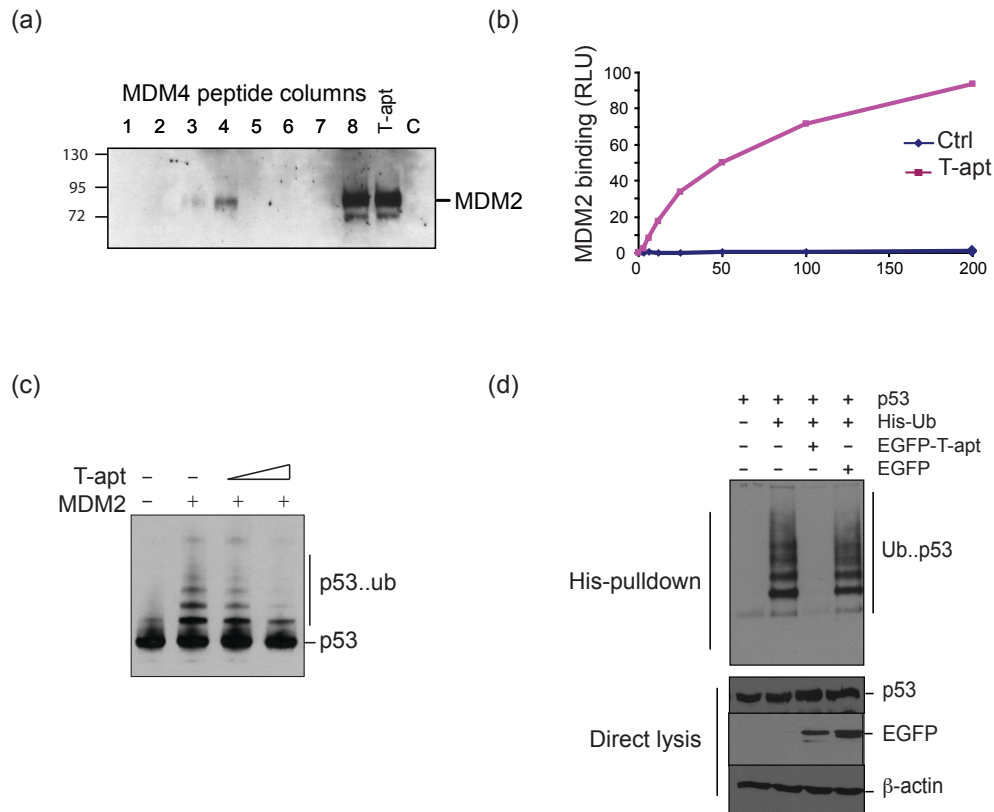 (a)
MDM4 peptide columns
1 2 3 4 5 6 7 8 T-apt C
130
95
72
MDM2
(b)
MDM2 binding (RLU)
100
80
60
40
20
0
0 50 100 150 200
Ctrl
T-apt
(c)
T-apt – –
MDM2 – + + +
p53..ub
p53
(d)
+ + + + p53
– + + + His-Ub
– – + – EGFP-T-apt
– – – + EGFP
His-pulldown
Ub..p53
Direct lysis
p53
EGFP
β-actin